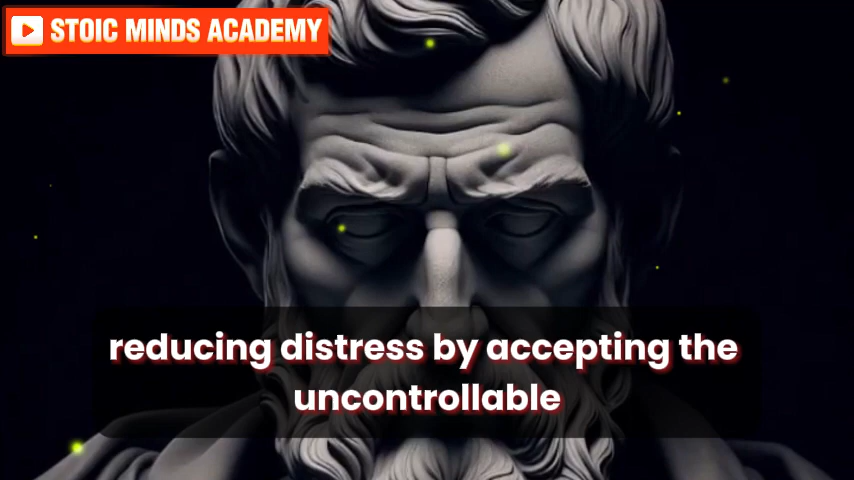 STOIC MINDS ACADEMY
reducing distress by accepting the
uncontrollable